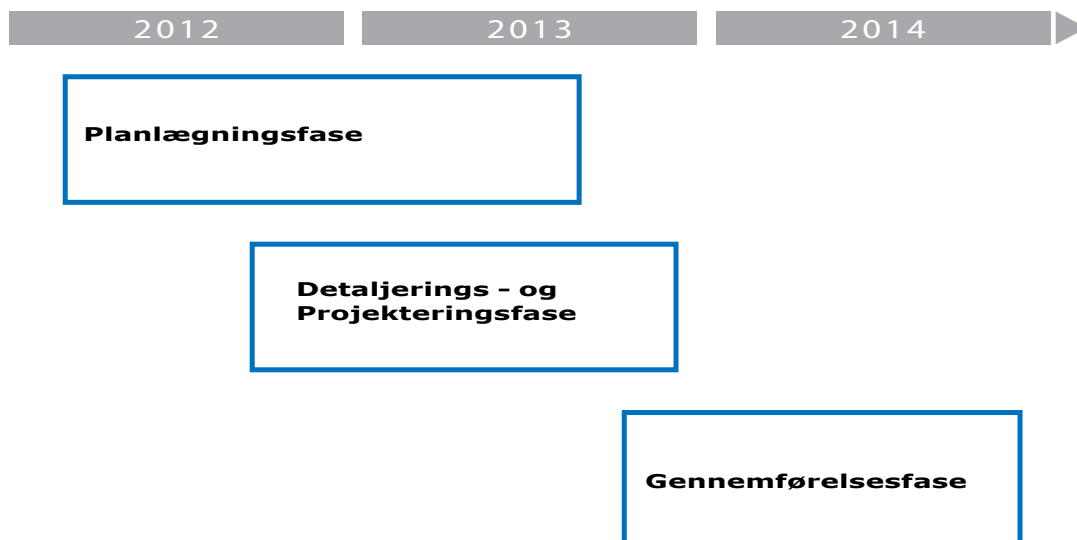 2012 2013 2014
Planlægningsfase
Detaljerings – og
Projekteringsfase
Gennemførelsesfase